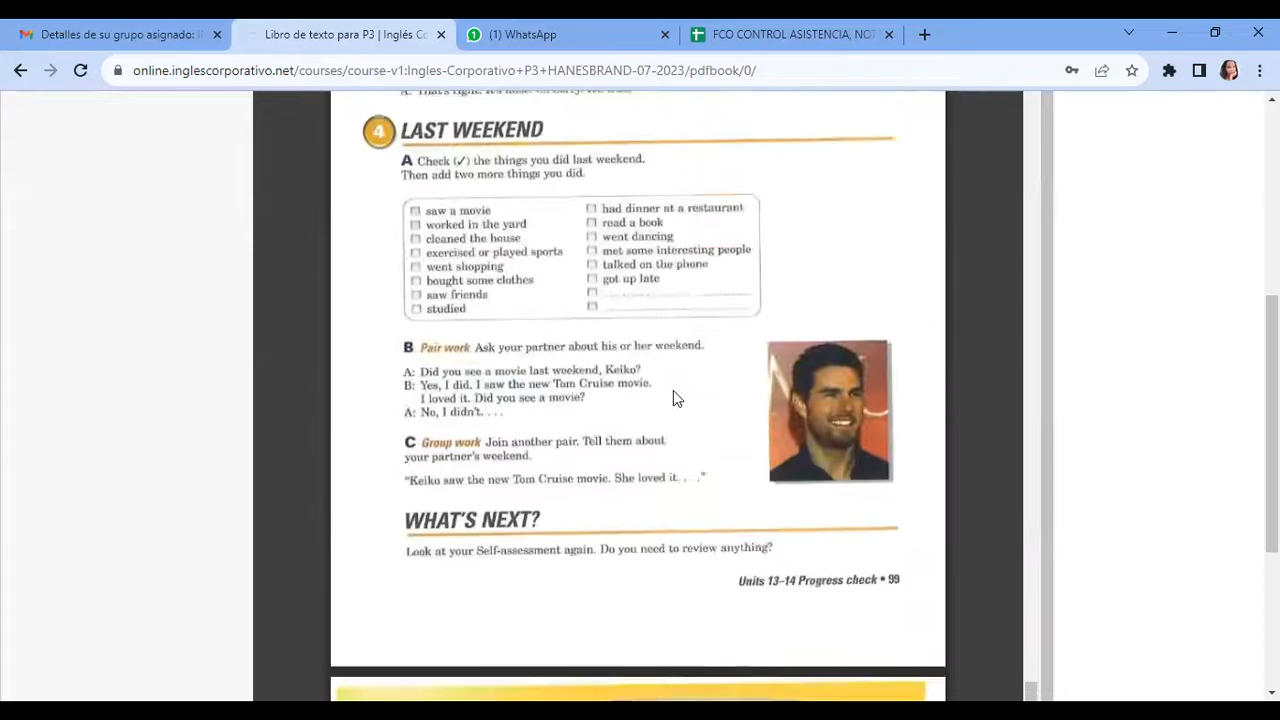 Detalles de su grupo asignado: I
Libro de texto para P3 | Inglés Co
(1) WhatsApp
FCO CONTROL ASISTENCIA, NOT
online.inglescorporativo.net/courses/course-v1:Ingles-Corporativo+P3+HANESBRAND-07-2023/pdfbook/0/
4 LAST WEEKEND
A Check (✓) the things you did last weekend.
Then add two more things you did.
saw a movie
worked in the yard
cleaned the house
exercised or played sports
went shopping
bought some clothes
saw friends
studied
had dinner at a restaurant
read a book
went dancing
met some interesting people
talked on the phone
got up late
B Pair work Ask your partner about his or her weekend.
A: Did you see a movie last weekend, Keiko?
B: Yes, I did. I saw the new Tom Cruise movie.
I loved it. Did you see a movie?
A: No, I didn't. . . .
C Group work Join another pair. Tell them about
your partner's weekend.
"Keiko saw the new Tom Cruise movie. She loved it. . . ."
WHAT'S NEXT?
Look at your Self-assessment again. Do you need to review anything?
Units 13–14 Progress check • 99